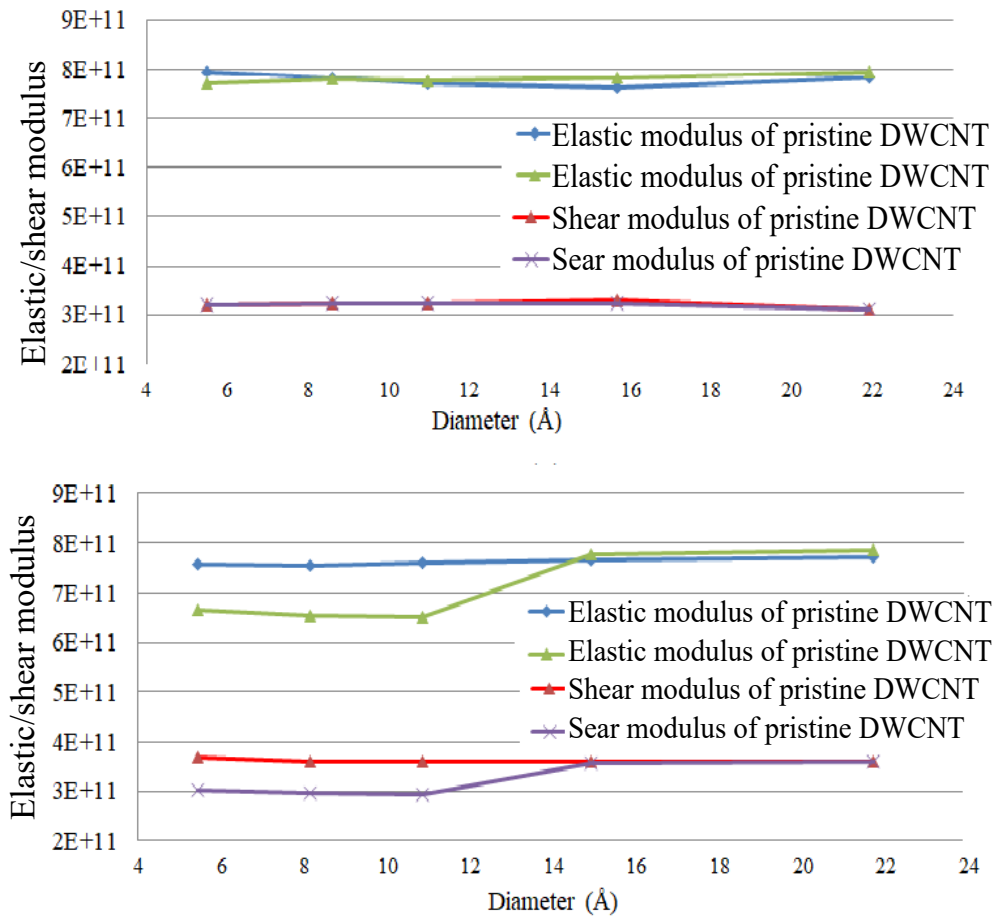 9E+11
8E+11
7E+11
6E+11
5E+11
4E+11
3E+11
2E+11
Elastic/shear modulus
Elastic modulus of pristine DWCNT
Elastic modulus of pristine DWCNT
Shear modulus of pristine DWCNT
Sear modulus of pristine DWCNT
4 6 8 10 12 14 16 18 20 22 24
Diameter (Å)
9E+11
8E+11
7E+11
6E+11
5E+11
4E+11
3E+11
2E+11
Elastic/shear modulus
Elastic modulus of pristine DWCNT
Elastic modulus of pristine DWCNT
Shear modulus of pristine DWCNT
Sear modulus of pristine DWCNT
4 6 8 10 12 14 16 18 20 22 24
Diameter (Å)